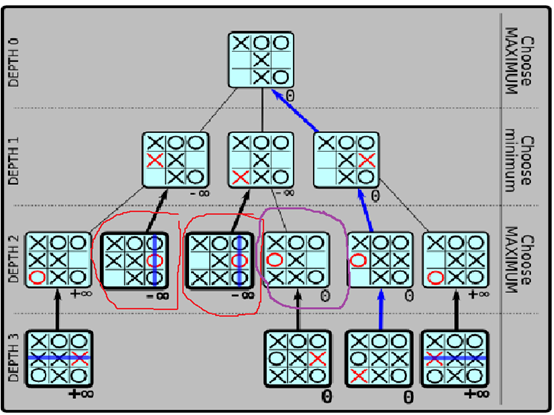 DEPTH 0
0
Choose
MAXIMUM
DEPTH 1
-∞ -∞ 0
Choose
minimum
DEPTH 2
+∞ -∞ -∞ 0 0 +∞
Choose
MAXIMUM
DEPTH 3
+∞ 0 0 +∞